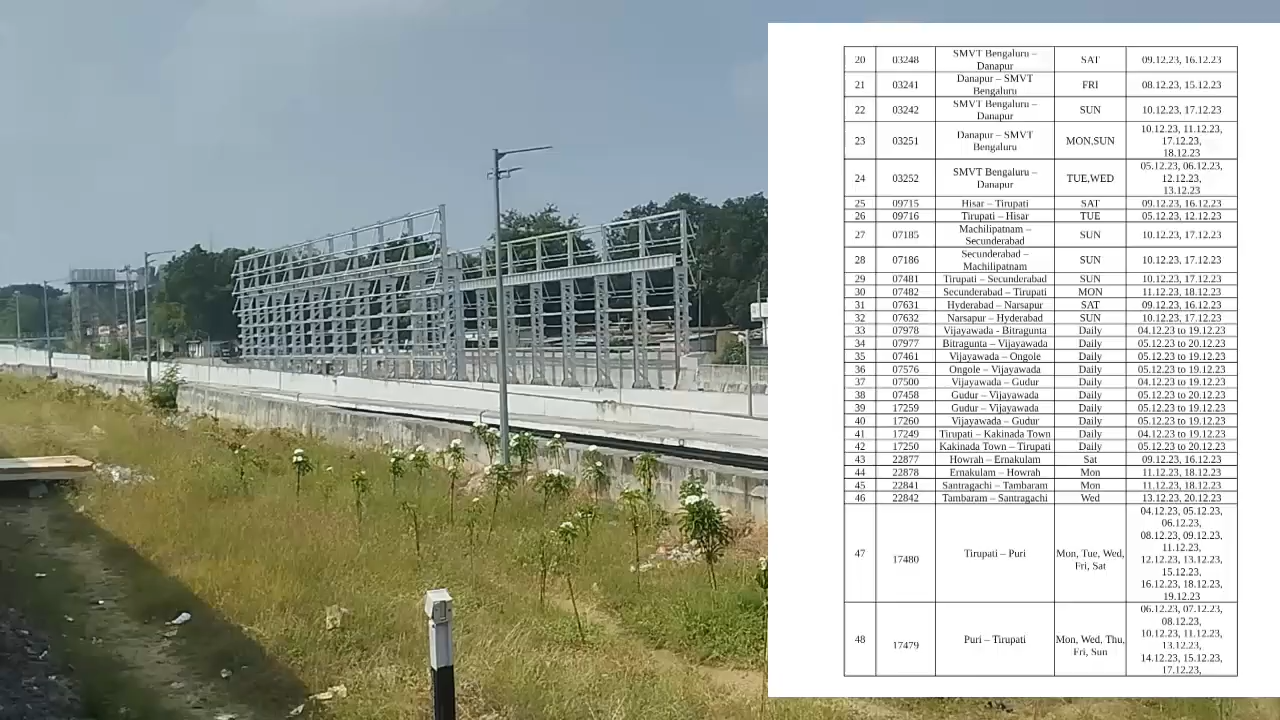 20 03248 SMVT Bengaluru – Danapur SAT 09.12.23, 16.12.23
21 03241 Danapur – SMVT Bengaluru FRI 08.12.23, 15.12.23
22 03242 SMVT Bengaluru – Danapur SUN 10.12.23, 17.12.23
23 03251 Danapur – SMVT Bengaluru MON,SUN 10.12.23, 11.12.23, 17.12.23, 18.12.23
24 03252 SMVT Bengaluru – Danapur TUE,WED 05.12.23, 06.12.23, 12.12.23, 13.12.23
25 09715 Hisar – Tirupati SAT 09.12.23, 16.12.23
26 09716 Tirupati – Hisar TUE 05.12.23, 12.12.23
27 07185 Machilipatnam – Secunderabad SUN 10.12.23, 17.12.23
28 07186 Secunderabad – Machilipatnam SUN 10.12.23, 17.12.23
29 07481 Tirupati – Secunderabad SUN 10.12.23, 17.12.23
30 07482 Secunderabad – Tirupati MON 11.12.23, 18.12.23
31 07631 Hyderabad – Narsapur SAT 09.12.23, 16.12.23
32 07632 Narsapur – Hyderabad SUN 10.12.23, 17.12.23
33 07978 Vijayawada - Bitragunta Daily 04.12.23 to 19.12.23
34 07977 Bitragunta – Vijayawada Daily 05.12.23 to 20.12.23
35 07461 Vijayawada – Ongole Daily 05.12.23 to 19.12.23
36 07576 Ongole – Vijayawada Daily 05.12.23 to 19.12.23
37 07500 Vijayawada – Gudur Daily 04.12.23 to 19.12.23
38 07458 Gudur – Vijayawada Daily 05.12.23 to 20.12.23
39 17259 Gudur – Vijayawada Daily 05.12.23 to 19.12.23
40 17260 Vijayawada – Gudur Daily 05.12.23 to 19.12.23
41 17249 Tirupati – Kakinada Town Daily 04.12.23 to 19.12.23
42 17250 Kakinada Town – Tirupati Daily 05.12.23 to 20.12.23
43 22877 Howrah – Ernakulam Sat 09.12.23, 16.12.23
44 22878 Ernakulam – Howrah Mon 11.12.23, 18.12.23
45 22841 Santragachi – Tambaram Mon 11.12.23, 18.12.23
46 22842 Tambaram – Santragachi Wed 13.12.23, 20.12.23
47 17480 Tirupati – Puri Mon, Tue, Wed, Fri, Sat 04.12.23, 05.12.23, 06.12.23, 08.12.23, 09.12.23, 11.12.23, 12.12.23, 13.12.23, 15.12.23, 16.12.23, 18.12.23, 19.12.23
48 17479 Puri – Tirupati Mon, Wed, Thu, Fri, Sun 06.12.23, 07.12.23, 08.12.23, 10.12.23, 11.12.23, 13.12.23, 14.12.23, 15.12.23, 17.12.23,